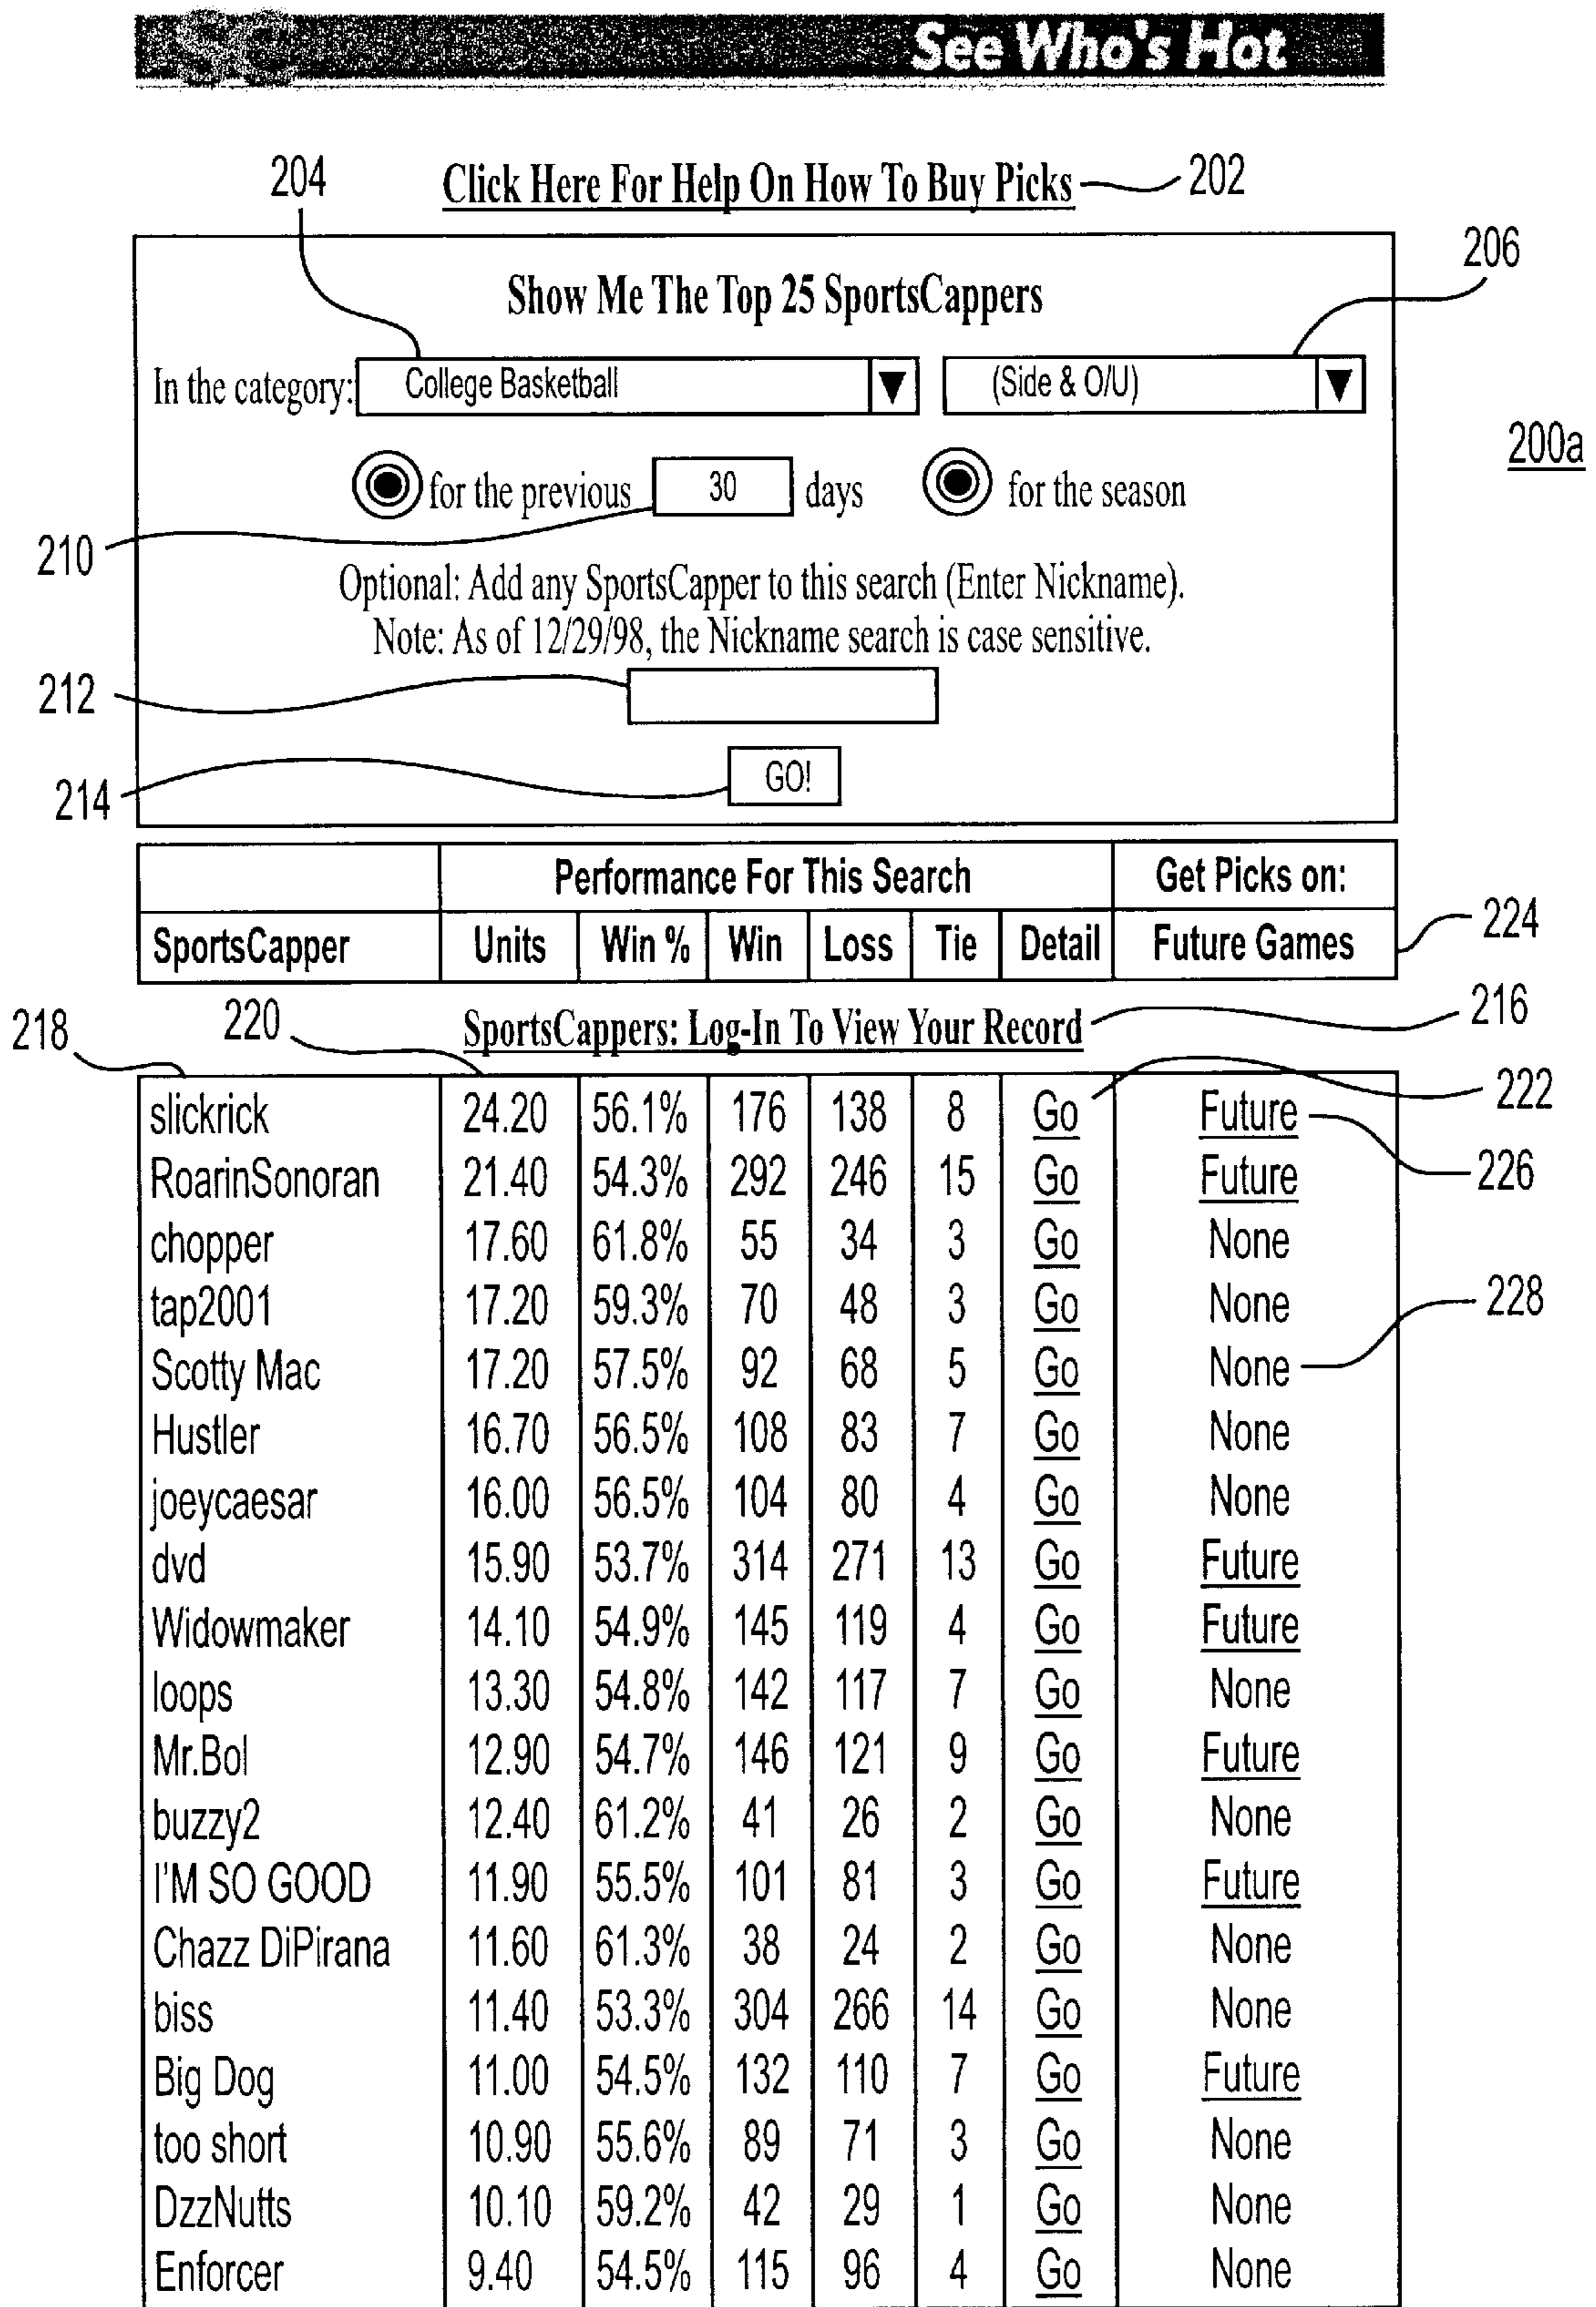 See Who's Hot
204 Click Here For Help On How To Buy Picks 202
206
Show Me The Top 25 SportsCappers
In the category: College Basketball ▼ (Side & O/U) ▼
200a
for the previous 30 days for the season
210
Optional: Add any SportsCapper to this search (Enter Nickname).
Note: As of 12/29/98, the Nickname search is case sensitive.
212
GO!
214
Performance For This Search Get Picks on:
SportsCapper Units Win % Win Loss Tie Detail Future Games 224
218 220 SportsCappers: Log-In To View Your Record 216
slickrick 24.20 56.1% 176 138 8 Go Future 222
RoarinSonoran 21.40 54.3% 292 246 15 Go Future 226
chopper 17.60 61.8% 55 34 3 Go None
tap2001 17.20 59.3% 70 48 3 Go None 228
Scotty Mac 17.20 57.5% 92 68 5 Go None
Hustler 16.70 56.5% 108 83 7 Go None
joeycaesar 16.00 56.5% 104 80 4 Go None
dvd 15.90 53.7% 314 271 13 Go Future
Widowmaker 14.10 54.9% 145 119 4 Go Future
loops 13.30 54.8% 142 117 7 Go None
Mr.Bol 12.90 54.7% 146 121 9 Go Future
buzzy2 12.40 61.2% 41 26 2 Go None
I'M SO GOOD 11.90 55.5% 101 81 3 Go Future
Chazz DiPirana 11.60 61.3% 38 24 2 Go None
biss 11.40 53.3% 304 266 14 Go None
Big Dog 11.00 54.5% 132 110 7 Go Future
too short 10.90 55.6% 89 71 3 Go None
DzzNutts 10.10 59.2% 42 29 1 Go None
Enforcer 9.40 54.5% 115 96 4 Go None